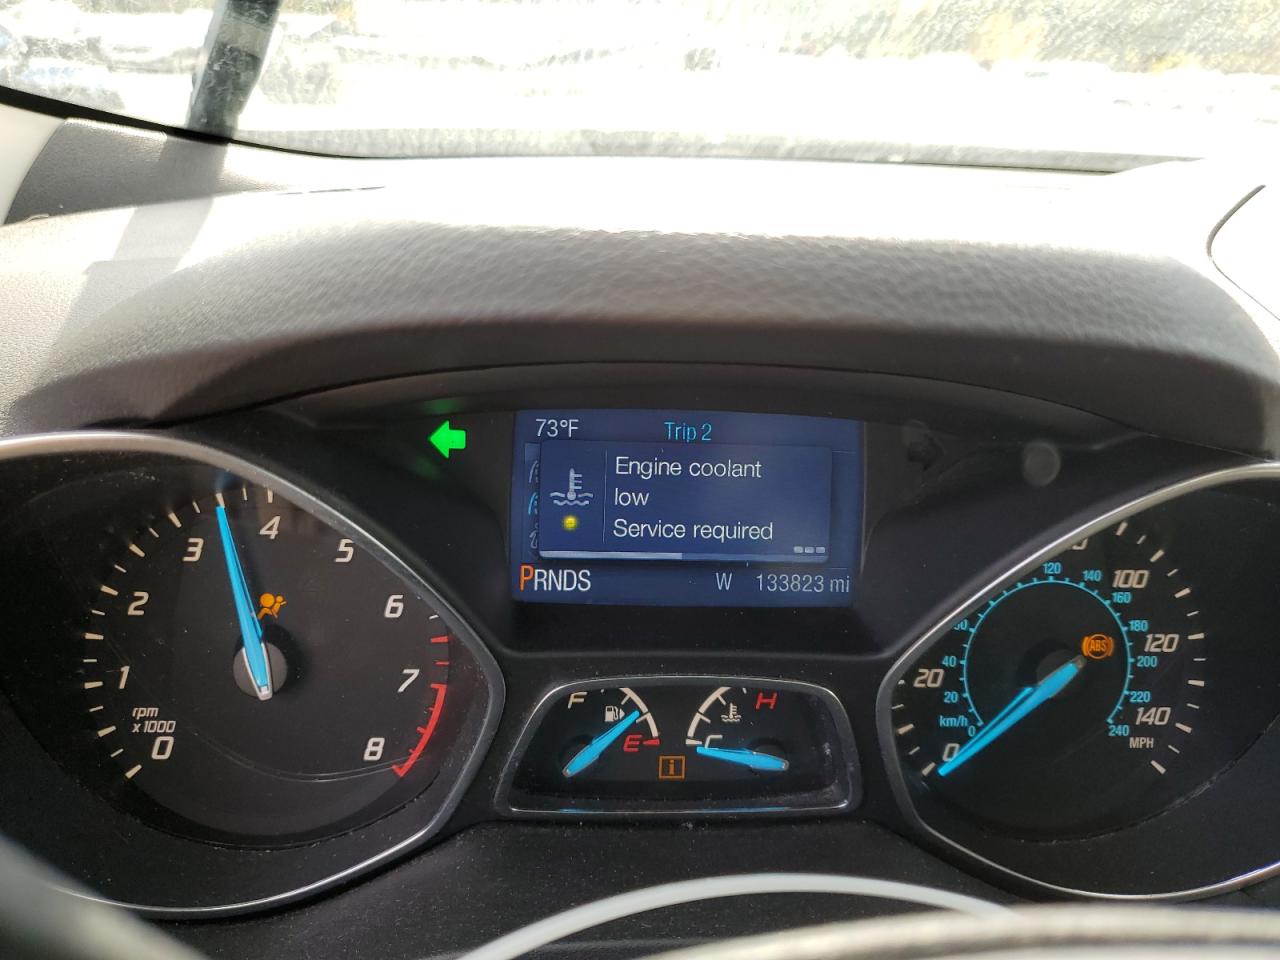 73°F
Trip 2
Engine coolant
low
Service required
PRNDS
W 133823 mi
0
1
2
3
4
5
6
7
8
rpm
x1000
F
E
H
C
i
ABS
0
20
100
120
140
MPH
km/h
0
20
40
120
140
160
180
200
220
240